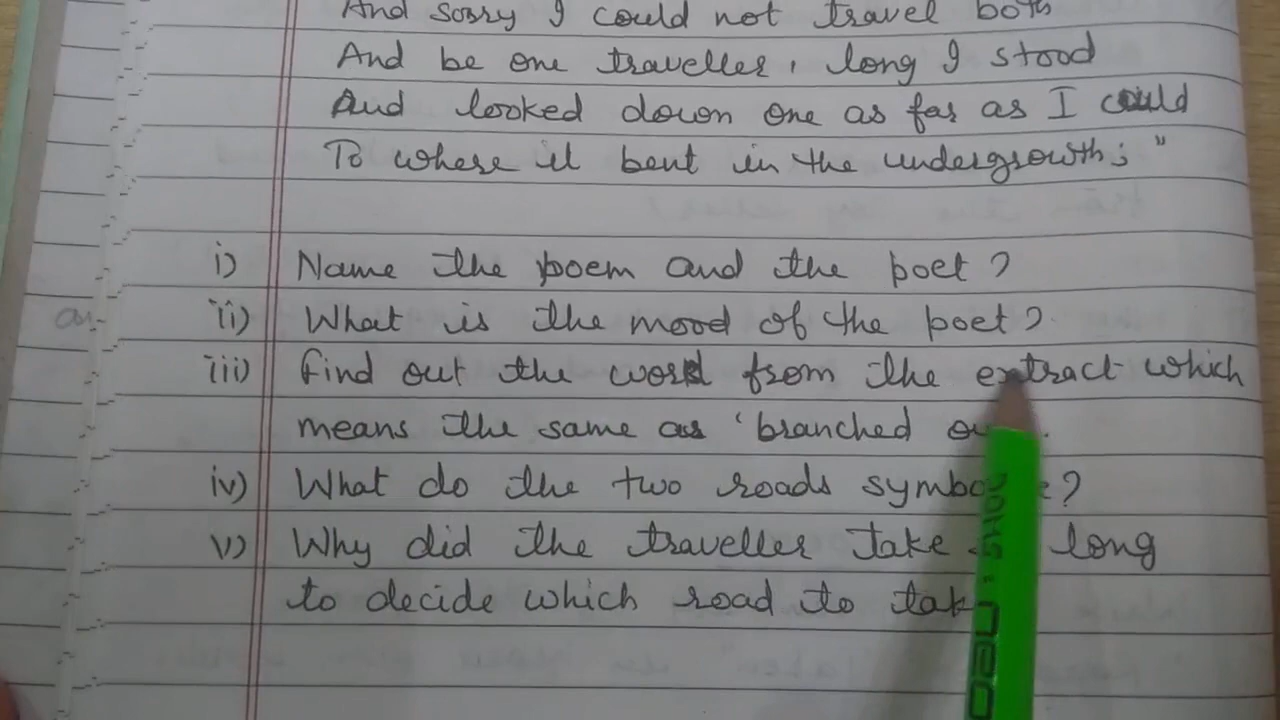 And sorry I could not travel both
And be one traveller, long I stood
And looked down one as far as I could
To where it bent in the undergrowth; "
i) Name the poem and the poet?
ii) What is the mood of the poet?
iii) Find out the word from the extract which
means the same as 'branched
iv) What do the two roads
v) Why did the traveller take long
to decide which road to
neo